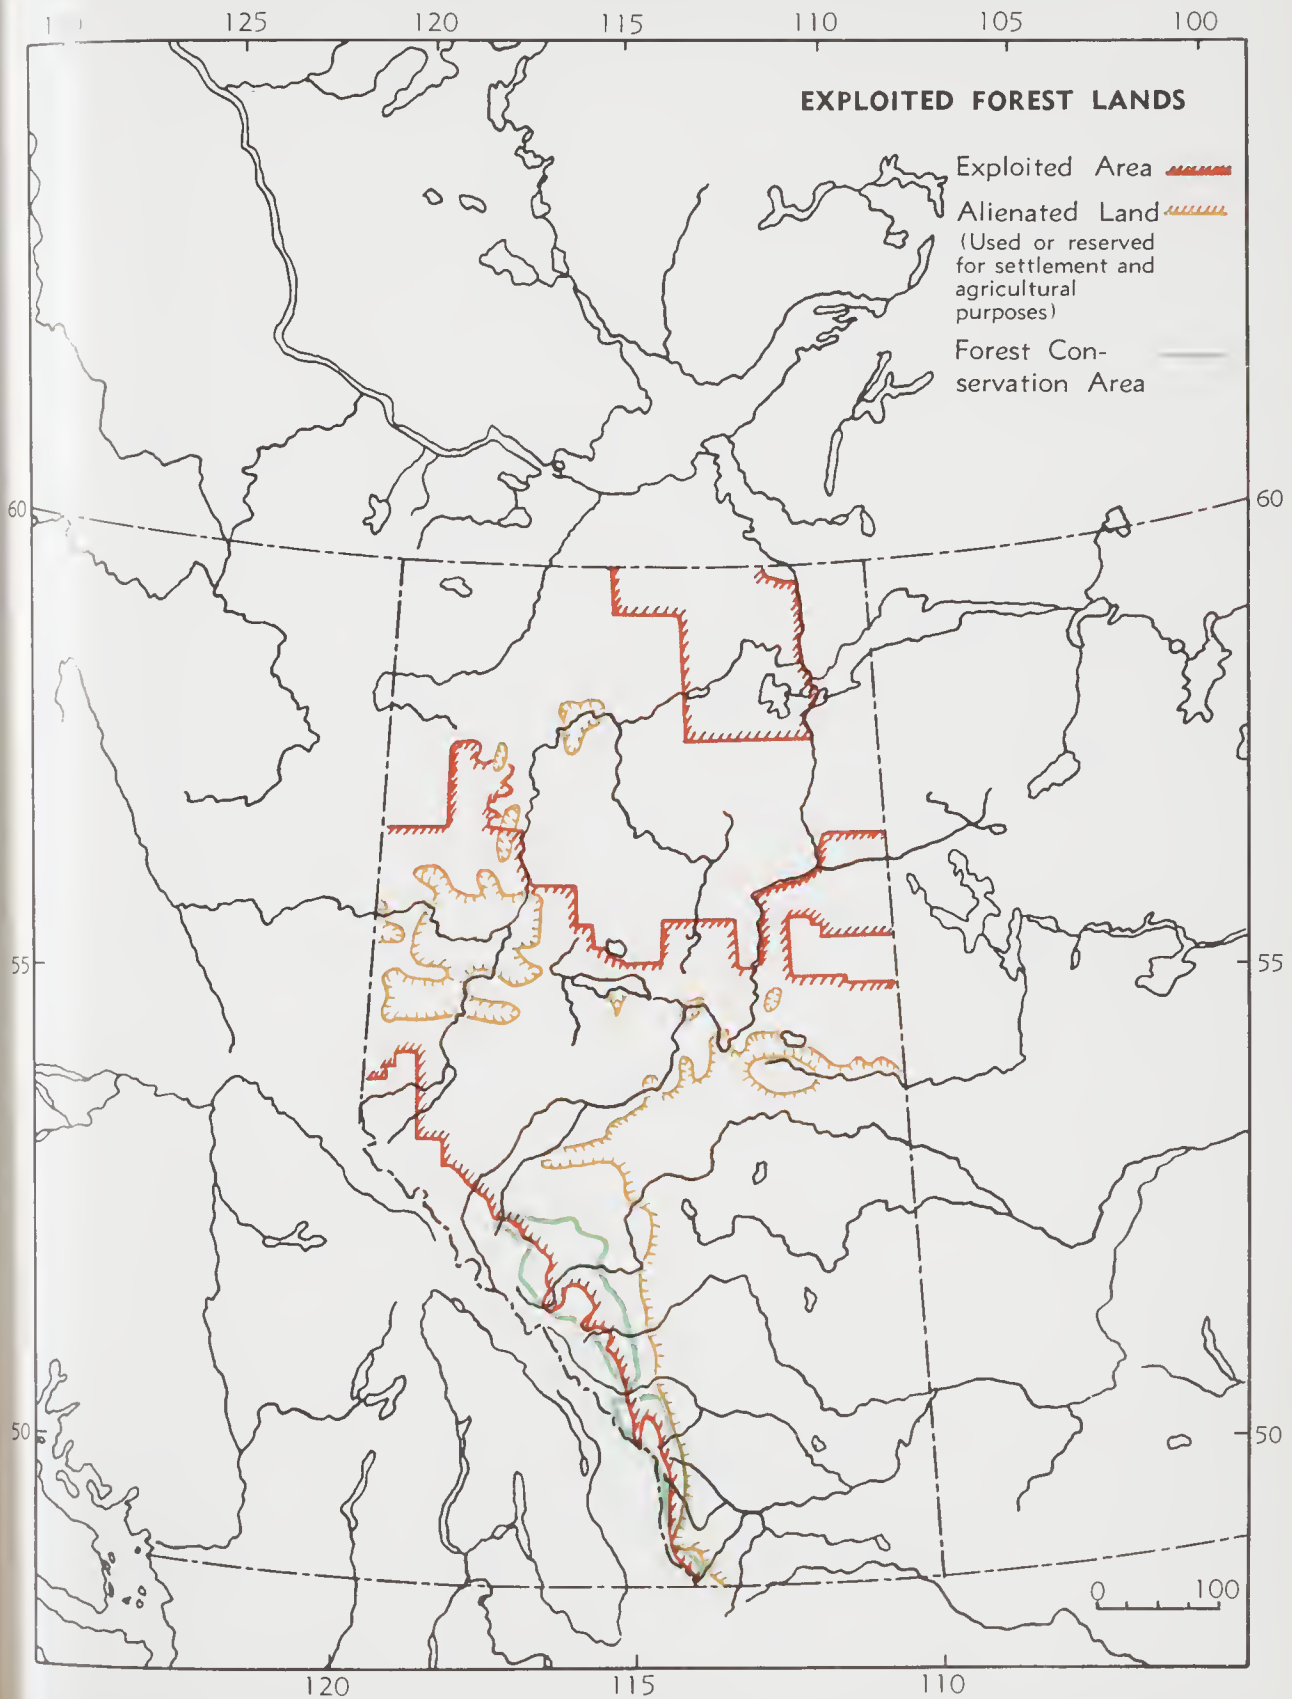 125 120 115 110 105 100
EXPLOITED FOREST LANDS
Exploited Area
Alienated Land
(Used or reserved
for settlement and
agricultural
purposes)
Forest Con-
servation Area
60 60
55 55
50 50
0 100
120 115 110